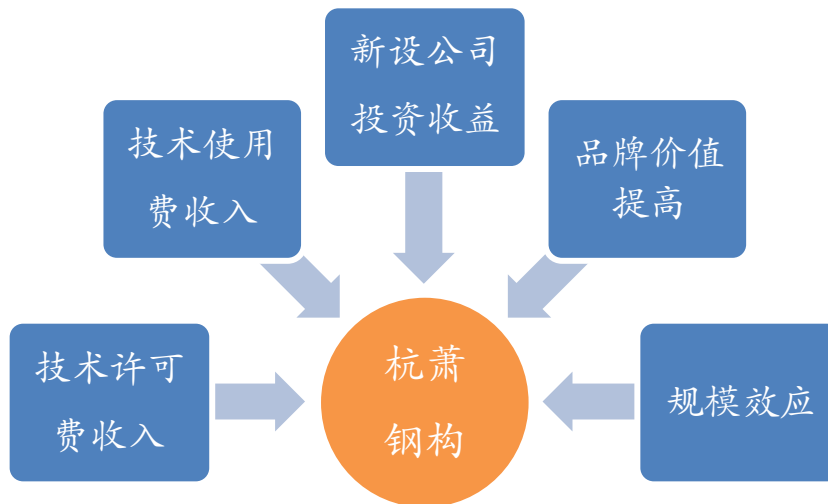 新设公司
投资收益
技术使用
费收入
品牌价值
提高
技术许可
费收入
杭萧
钢构
规模效应